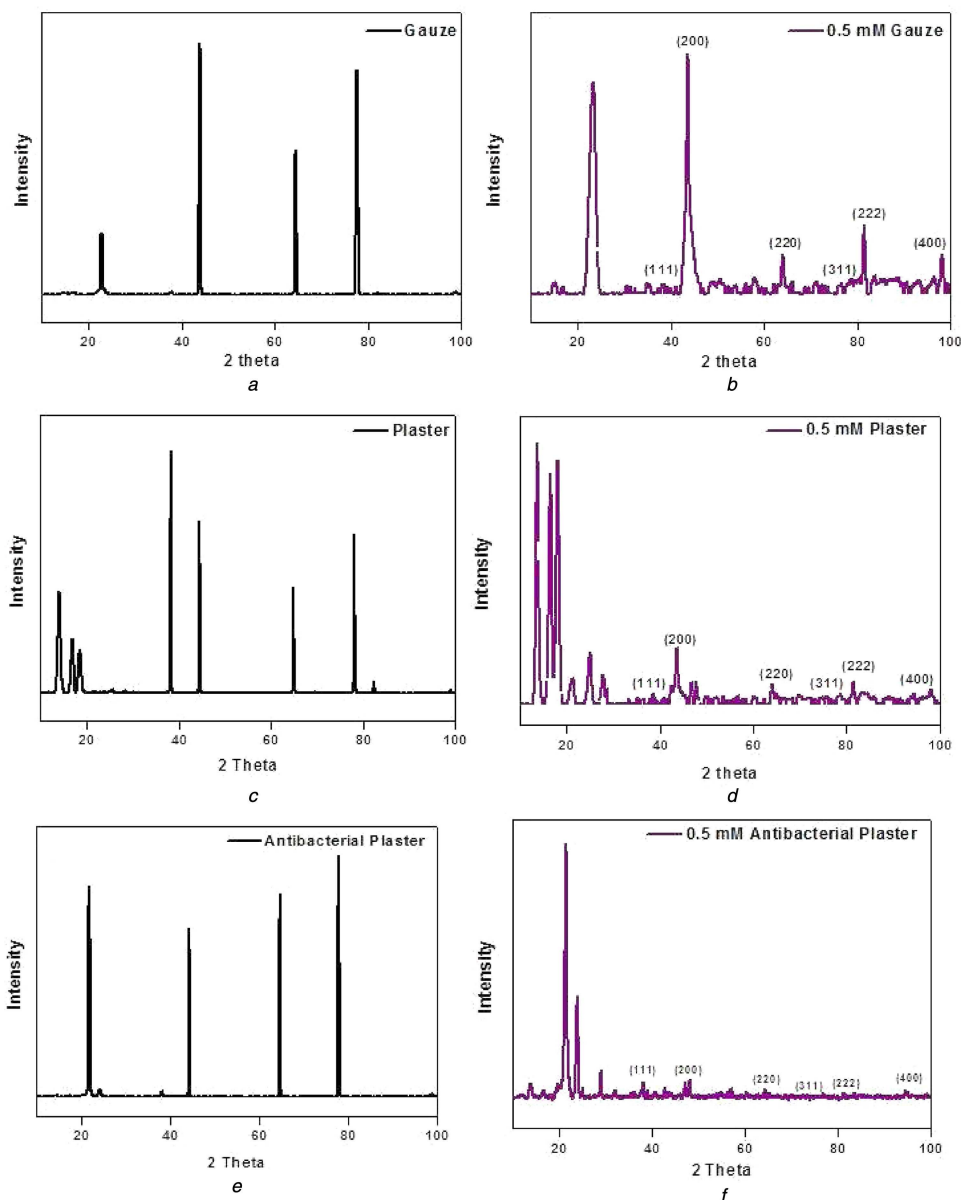 Gauze
Intensity
20 40 60 80 100
2 theta
a
0.5 mM Gauze
(200)
(222)
(220)
(400)
(111)
(311)
Intensity
20 40 60 80 100
2 theta
b
Plaster
Intensity
20 40 60 80 100
2 Theta
c
0.5 mM Plaster
(200)
(222)
(220)
(111)
(311)
(400)
Intensity
20 40 60 80 100
2 theta
d
Antibacterial Plaster
Intensity
20 40 60 80 100
2 Theta
e
0.5 mM Antibacterial Plaster
(111)
(200)
(220)
(311)
(222)
(400)
Intensity
20 40 60 80 100
2 Theta
f